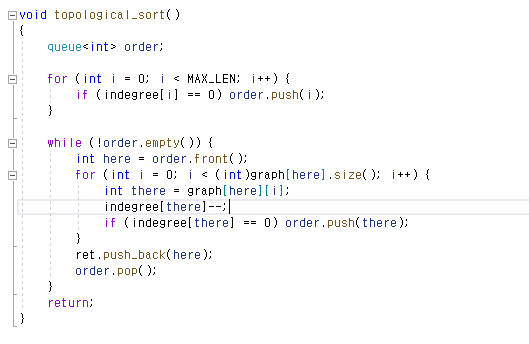 void topological_sort()
{
    queue<int> order;
    for (int i = 0; i < MAX_LEN; i++) {
        if (indegree[i] == 0) order.push(i);
    }
    while (!order.empty()) {
        int here = order.front();
        for (int i = 0; i < (int)graph[here].size(); i++) {
            int there = graph[here][i];
            indegree[there]--;
            if (indegree[there] == 0) order.push(there);
        }
        ret.push_back(here);
        order.pop();
    }
    return;
}